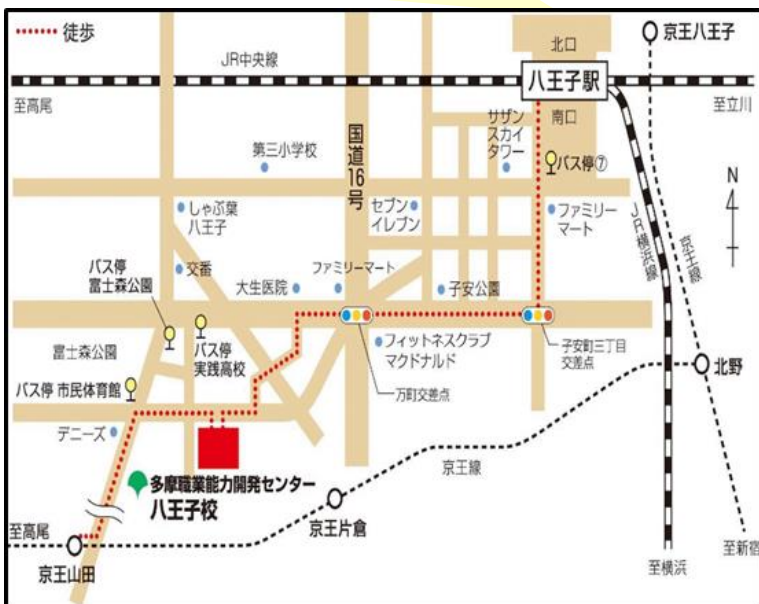 徒歩
JR中央線
至高尾
北口
八王子駅
南口
京王八王子
至立川
サザン
スカイ
タワー
バス停⑦
国道16号
第三小学校
しゃぶ葉
八王子
セブン
イレブン
ファミリー
マート
N
JR横浜線
京王線
バス停
富士森公園
交番
大生医院
ファミリーマート
子安公園
富士森公園
バス停
実践高校
フィットネスクラブ
マクドナルド
子安町三丁目
交差点
万町交差点
北野
バス停 市民体育館
デニーズ
京王線
多摩職業能力開発センター
八王子校
京王片倉
至高尾
京王山田
至横浜
至新宿